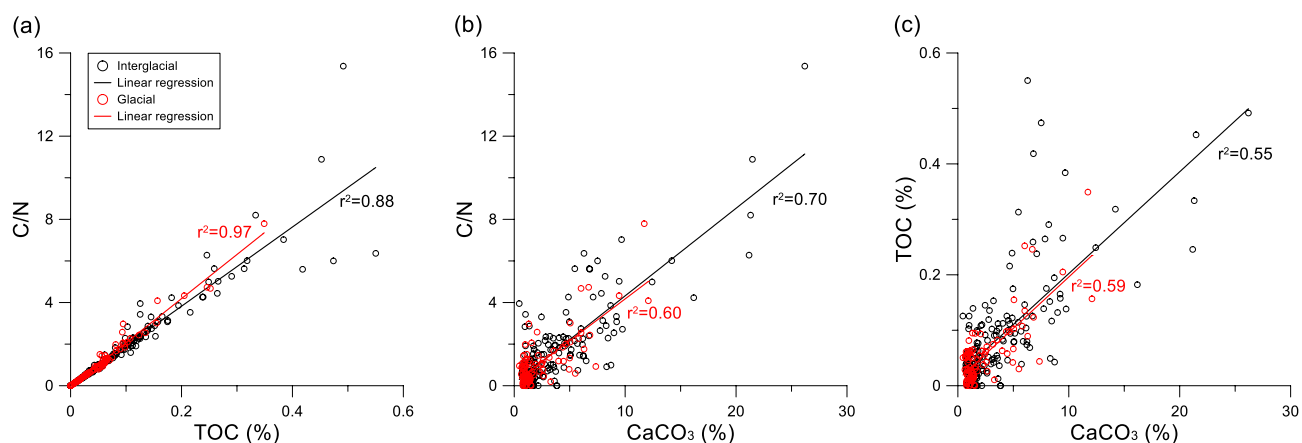 (a)
C/N
16
12
8
4
0
Interglacial
Linear regression
Glacial
Linear regression
r²=0.97
r²=0.88
0
0.2
0.4
0.6
TOC (%)
(b)
C/N
16
12
8
4
0
r²=0.70
r²=0.60
0
10
20
30
CaCO₃ (%)
(c)
TOC (%)
0.6
0.4
0.2
0
r²=0.55
r²=0.59
0
10
20
30
CaCO₃ (%)